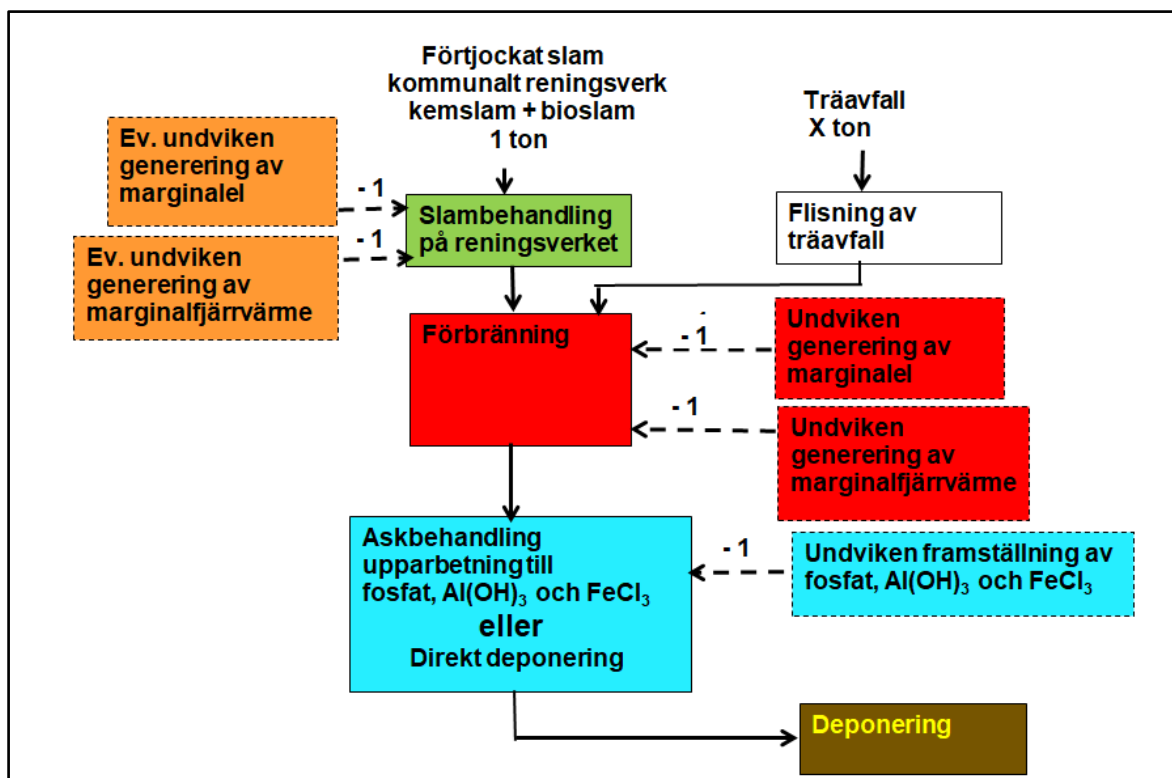 Förtjockat slam
kommunalt reningsverk
kemslam + bioslam
1 ton
Träavfall
X ton
Ev. undviken
generering av
marginalel
- 1
Ev. undviken
generering av
marginalfjärrvärme
- 1
Slambehandling
på reningsverket
Flisning av
träavfall
Förbränning
- 1
Undviken
generering av
marginalel
- 1
Undviken
generering av
marginalfjärrvärme
Askbehandling
upparbetning till
fosfat, Al(OH)₃ och FeCl₃
eller
Direkt deponering
- 1
Undviken framställning av
fosfat, Al(OH)₃ och FeCl₃
Deponering